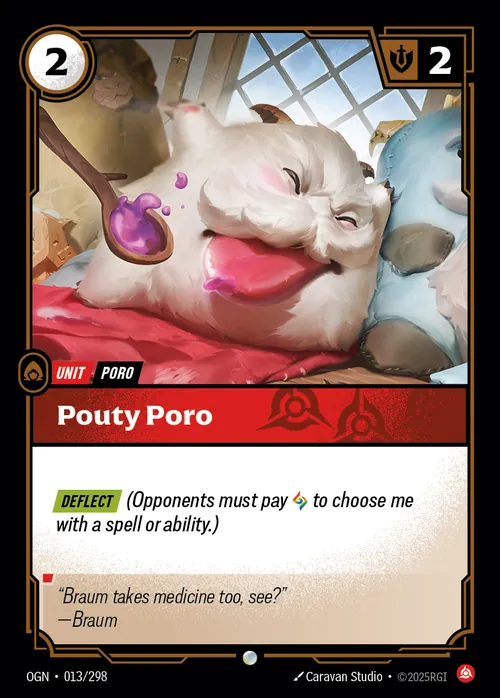 2
2
UNIT PORO
Pouty Poro
DEFLECT (Opponents must pay to choose me
with a spell or ability.)
“Braum takes medicine too, see?”
—Braum
OGN • 013/298
Caravan Studio • ©2025RGI